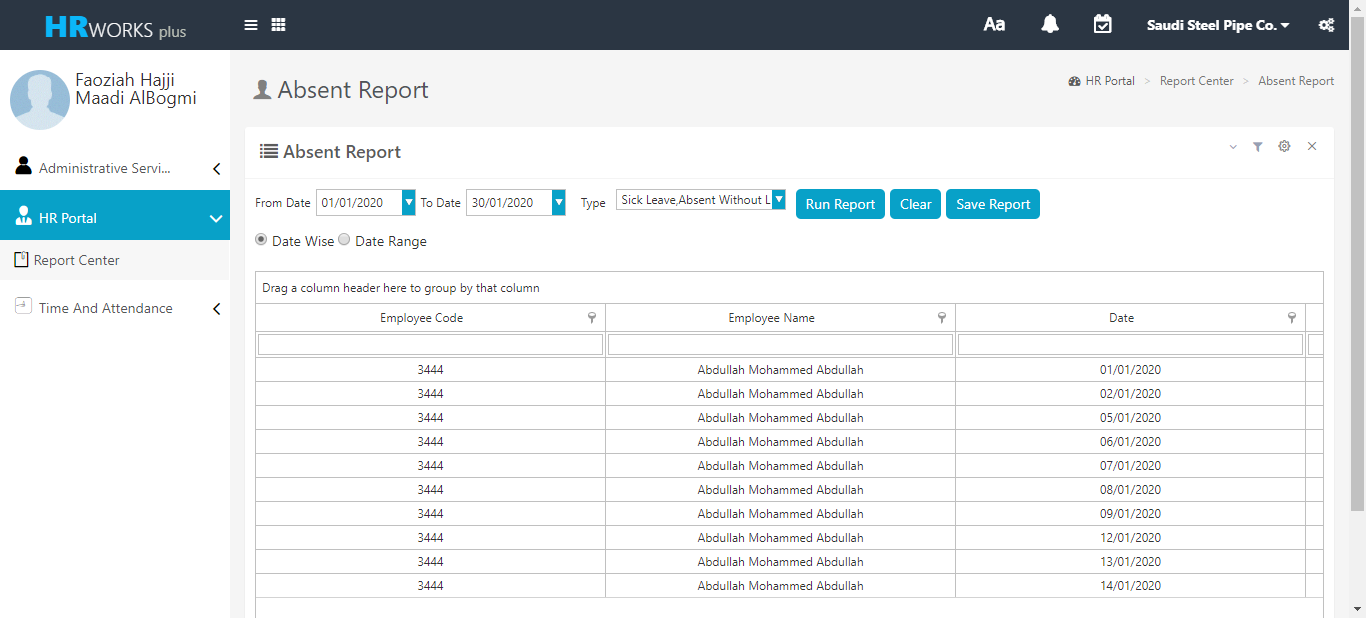 HRWORKS plus
Aa
Saudi Steel Pipe Co.
Faoziah Hajji
Maadi AlBogmi
Administrative Servi...
HR Portal
Report Center
Time And Attendance
Absent Report
HR Portal > Report Center > Absent Report
Absent Report
From Date 01/01/2020 To Date 30/01/2020 Type Sick Leave,Absent Without L Run Report Clear Save Report
Date Wise Date Range
Drag a column header here to group by that column
Employee Code Employee Name Date
3444 Abdullah Mohammed Abdullah 01/01/2020
3444 Abdullah Mohammed Abdullah 02/01/2020
3444 Abdullah Mohammed Abdullah 05/01/2020
3444 Abdullah Mohammed Abdullah 06/01/2020
3444 Abdullah Mohammed Abdullah 07/01/2020
3444 Abdullah Mohammed Abdullah 08/01/2020
3444 Abdullah Mohammed Abdullah 09/01/2020
3444 Abdullah Mohammed Abdullah 12/01/2020
3444 Abdullah Mohammed Abdullah 13/01/2020
3444 Abdullah Mohammed Abdullah 14/01/2020